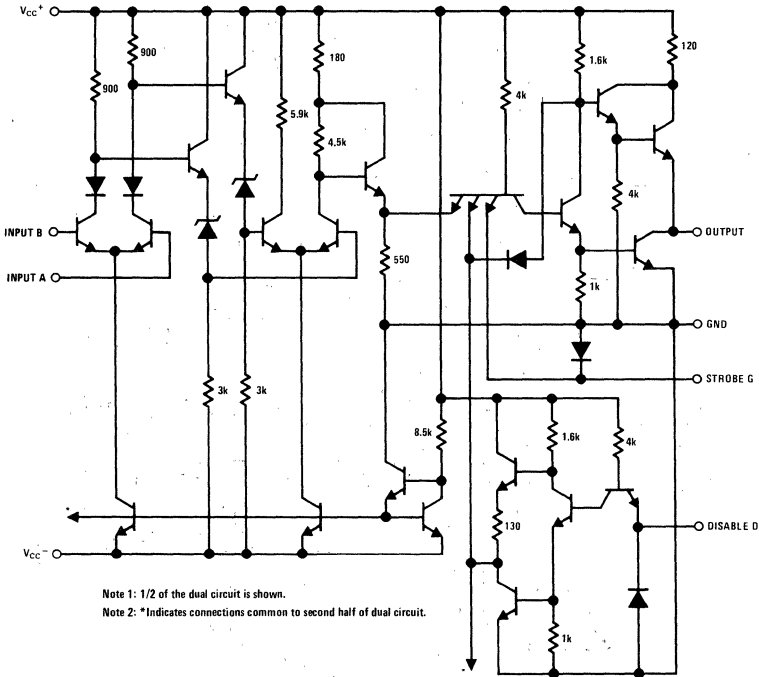 VCC+
900
900
180
1.6k
120
4k
5.9k
4.5k
4k
INPUT B
OUTPUT
INPUT A
550
1k
GND
STROBE G
3k
3k
8.5k
1.6k
4k
130
DISABLE D
VCC−
1k
Note 1: 1/2 of the dual circuit is shown.
Note 2: *Indicates connections common to second half of dual circuit.